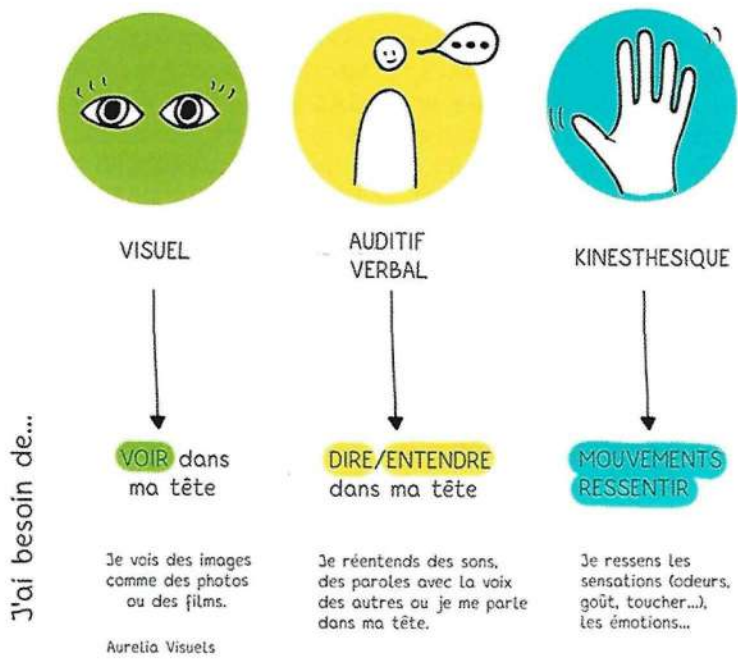 VISUEL
AUDITIF
VERBAL
KINESTHESIQUE
J'ai besoin de...
VOIR dans
ma tête
DIRE/ENTENDRE
dans ma tête
MOUVEMENTS
RESSENTIR
Je vois des images
comme des photos
ou des films.
Je réentends des sons,
des paroles avec la voix
des autres ou je me parle
dans ma tête.
Je ressens les
sensations (odeurs,
goût, toucher...),
les émotions...
Aurelia Visuels